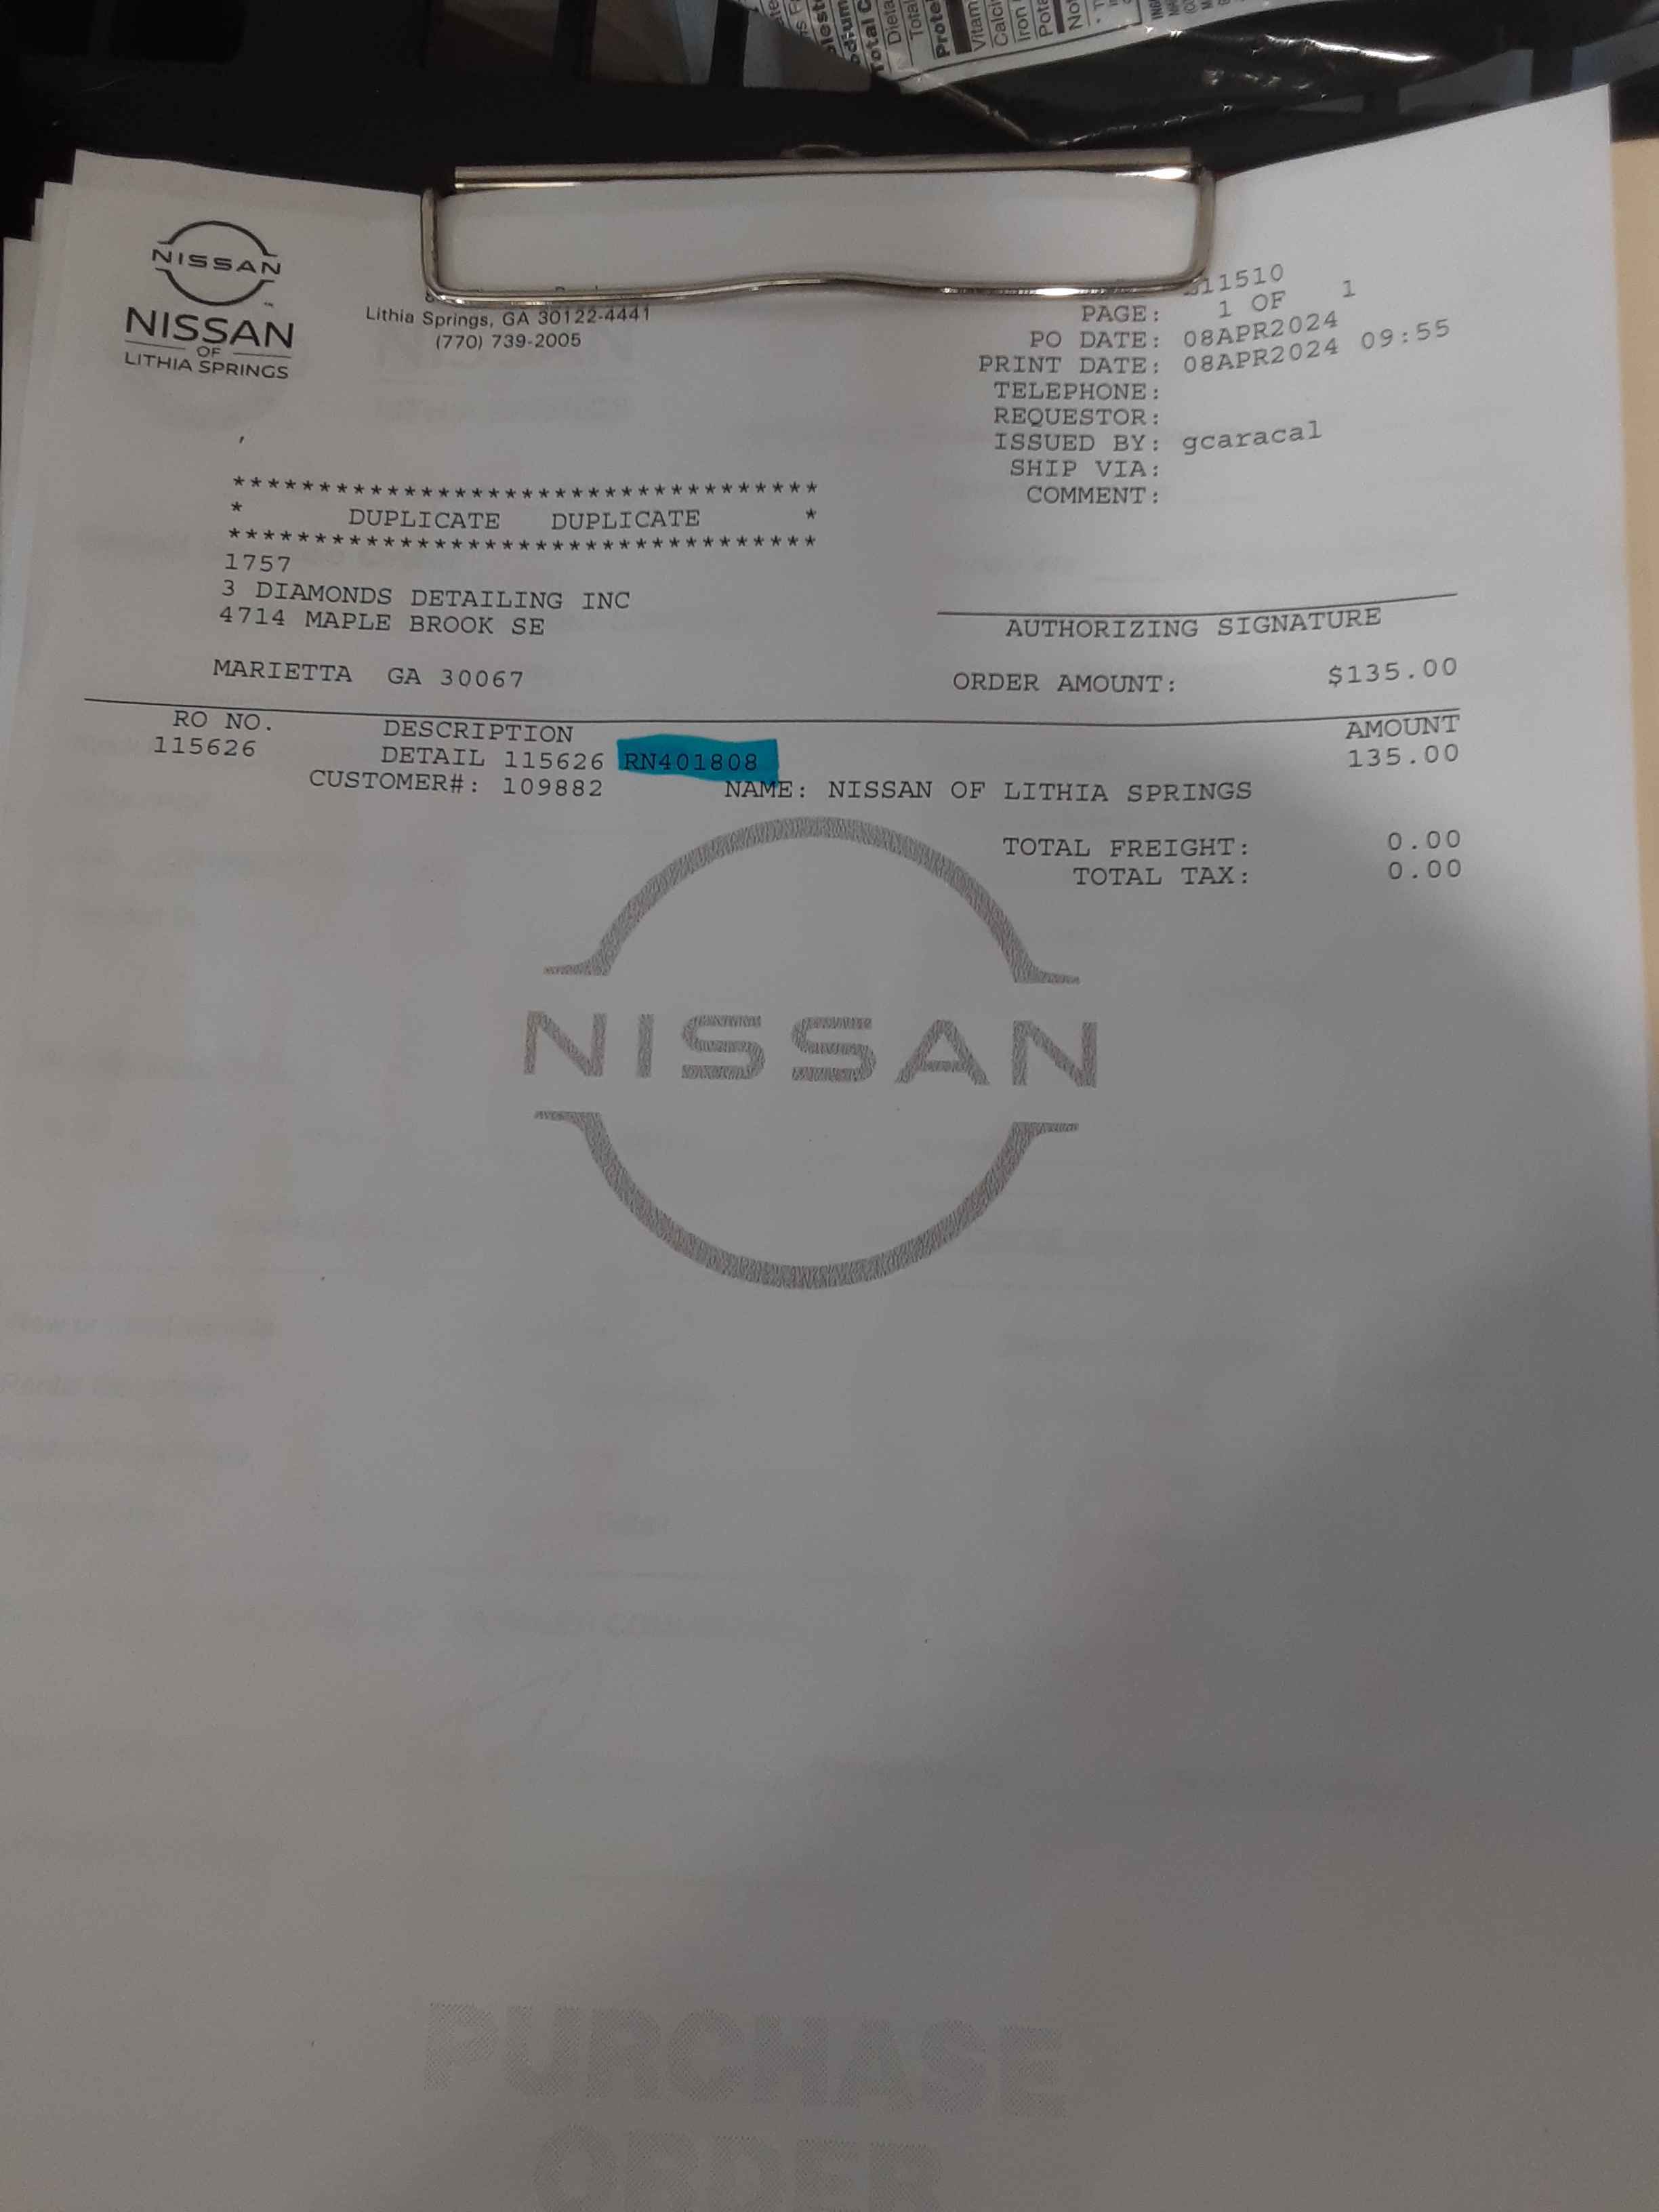 NISSAN
NISSAN
OF
LITHIA SPRINGS
Lithia Springs, GA 30122-4441
(770) 739-2005
11510
PAGE: 1 OF 1
PO DATE: 08APR2024
PRINT DATE: 08APR2024 09:55
TELEPHONE:
REQUESTOR:
ISSUED BY: gcaracal
SHIP VIA:
COMMENT:
**********************************
* DUPLICATE DUPLICATE *
**********************************
1757
3 DIAMONDS DETAILING INC
4714 MAPLE BROOK SE
MARIETTA GA 30067
AUTHORIZING SIGNATURE
ORDER AMOUNT: $135.00
RO NO. DESCRIPTION AMOUNT
115626 DETAIL 115626 RN401808 135.00
CUSTOMER#: 109882 NAME: NISSAN OF LITHIA SPRINGS
TOTAL FREIGHT: 0.00
TOTAL TAX: 0.00
NISSAN
PURCHASE
ORDER